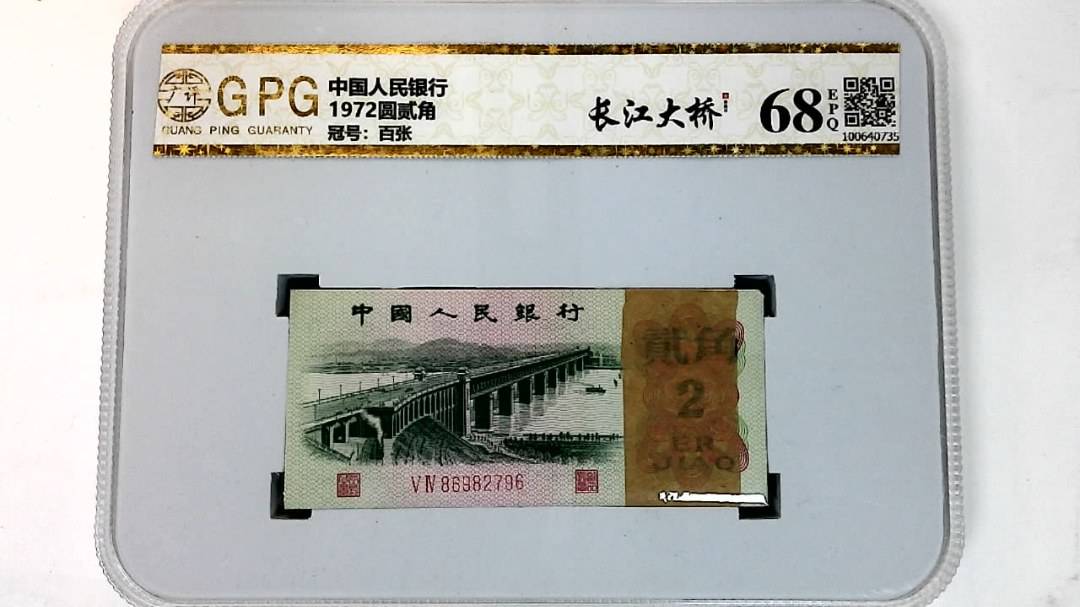 GPG
GUANG PING GUARANTY
中国人民银行
1972圆贰角
冠号：百张
长江大桥
68
EPQ
100640735
中國人民銀行
貳角
2
ER
JIAO
V IV 86982796